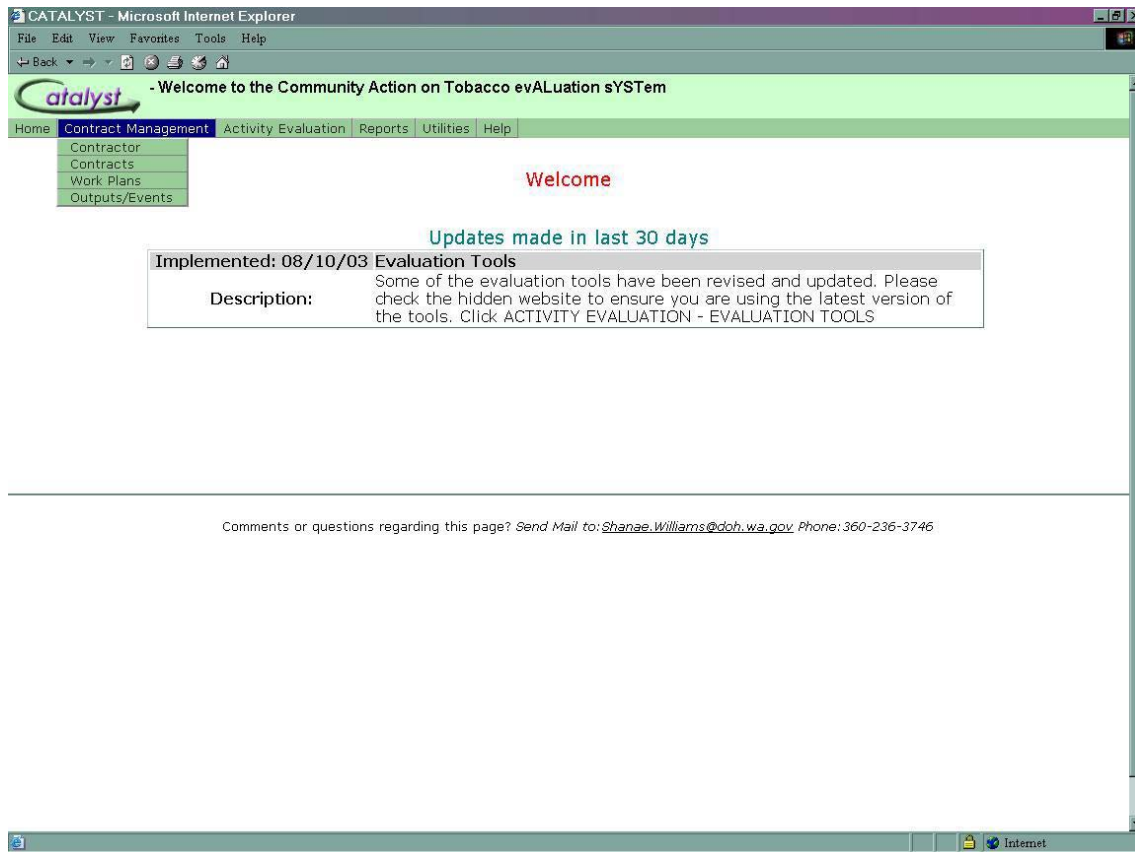 CATALYST - Microsoft Internet Explorer
File Edit View Favorites Tools Help
Back
Catalyst - Welcome to the Community Action on Tobacco evALuation sYSTem
Home Contract Management Activity Evaluation Reports Utilities Help
Contractor
Contracts
Work Plans
Outputs/Events
Welcome
Updates made in last 30 days
Implemented: 08/10/03 Evaluation Tools
Description: Some of the evaluation tools have been revised and updated. Please
check the hidden website to ensure you are using the latest version of
the tools. Click ACTIVITY EVALUATION - EVALUATION TOOLS
Comments or questions regarding this page? Send Mail to: Shanae.Williams@doh.wa.gov Phone: 360-236-3746
Internet